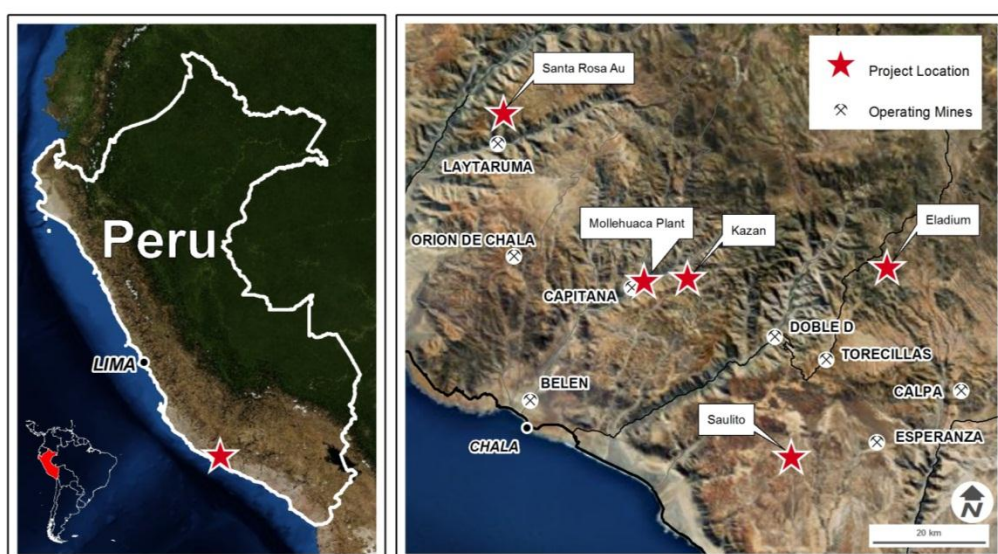 Peru
LIMA
Santa Rosa Au
Project Location
Operating Mines
LAYTARUMA
Mollehuaca Plant
Kazan
Eladium
ORION DE CHALA
CAPITANA
DOBLE D
TORECILLAS
BELEN
CALPA
CHALA
Saulito
ESPERANZA
N
20 km